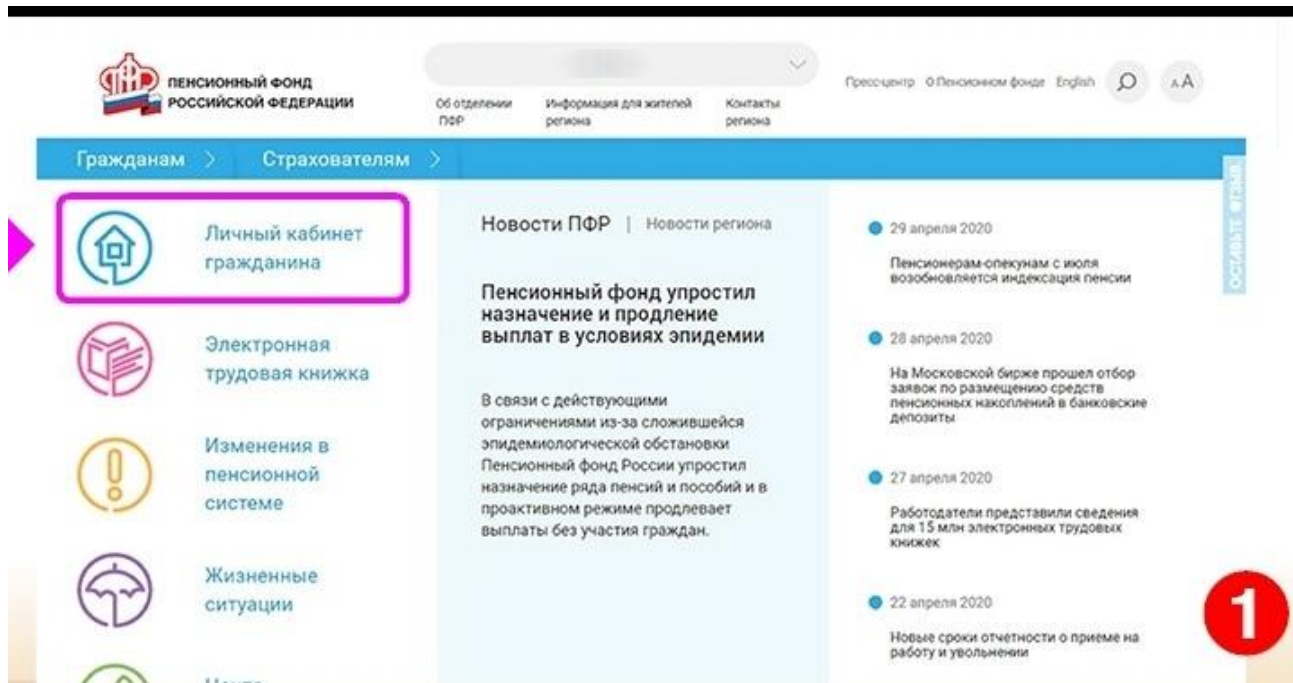 ПЕНСИОННЫЙ ФОНД
РОССИЙСКОЙ ФЕДЕРАЦИИ
Об отделении ПФР
Информация для жителей региона
Контакты региона
Пресс-центр О Пенсионном фонде English
А А
Гражданам
Страхователям
Личный кабинет
гражданина
Электронная
трудовая книжка
Изменения в
пенсионной
системе
Жизненные
ситуации
Новости ПФР | Новости региона
Пенсионный фонд упростил
назначение и продление
выплат в условиях эпидемии
В связи с действующими
ограничениями из-за сложившейся
эпидемиологической обстановки
Пенсионный фонд России упростил
назначение ряда пенсий и пособий и в
проактивном режиме продлевает
выплаты без участия граждан.
29 апреля 2020
Пенсионерам-опекунам с июля
возобновляется индексация пенсии
28 апреля 2020
На Московской бирже прошел отбор
заявок по размещению средств
пенсионных накоплений в банковские
депозиты
27 апреля 2020
Работодатели представили сведения
для 15 млн электронных трудовых
книжек
22 апреля 2020
Новые сроки отчетности о приеме на
работу и увольнении
ОСТАВЬТЕ ОТЗЫВ
1